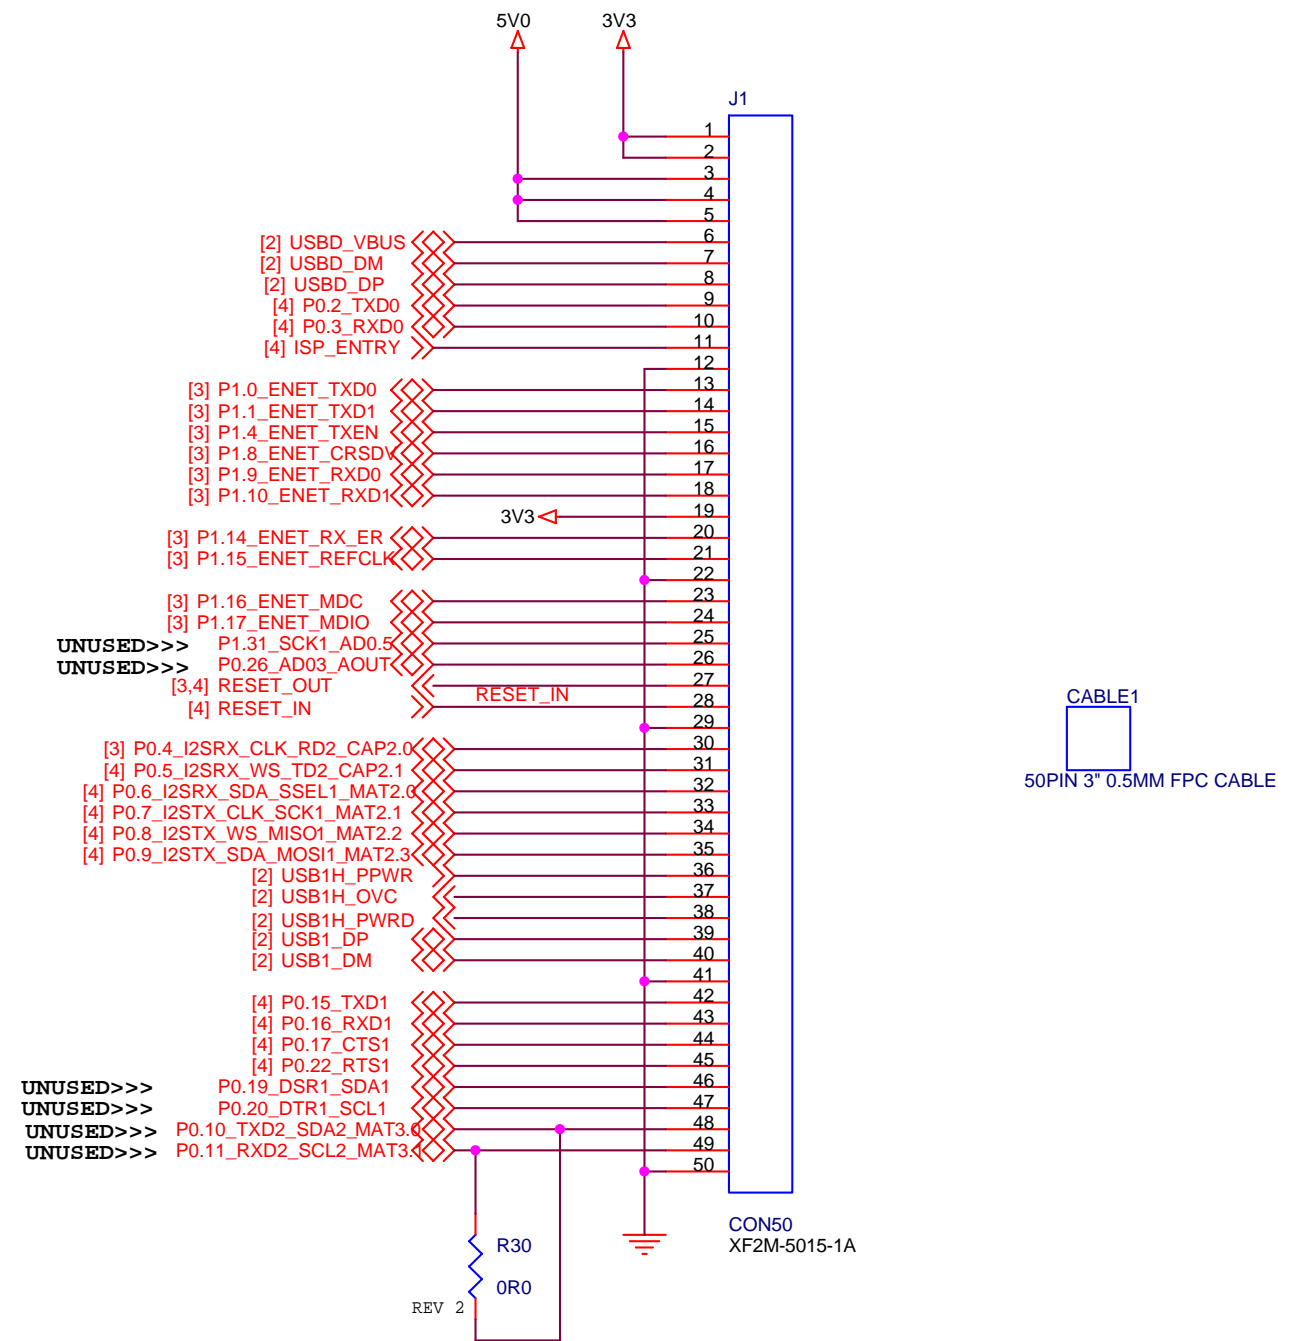 5V0 3V3
J1
1
2
3
4
5
[2] USBD_VBUS 6
[2] USBD_DM 7
[2] USBD_DP 8
[4] P0.2_TXD0 9
[4] P0.3_RXD0 10
[4] ISP_ENTRY 11
12
[3] P1.0_ENET_TXD0 13
[3] P1.1_ENET_TXD1 14
[3] P1.4_ENET_TXEN 15
[3] P1.8_ENET_CRSDV 16
[3] P1.9_ENET_RXD0 17
[3] P1.10_ENET_RXD1 18
3V3 19
[3] P1.14_ENET_RX_ER 20
[3] P1.15_ENET_REFCLK 21
22
[3] P1.16_ENET_MDC 23
[3] P1.17_ENET_MDIO 24
UNUSED>>> P1.31_SCK1_AD0.5 25
UNUSED>>> P0.26_AD03_AOUT 26
[3,4] RESET_OUT 27
RESET_IN
[4] RESET_IN 28
29
CABLE1
[3] P0.4_I2SRX_CLK_RD2_CAP2.0 30
[4] P0.5_I2SRX_WS_TD2_CAP2.1 31
50PIN 3" 0.5MM FPC CABLE
[4] P0.6_I2SRX_SDA_SSEL1_MAT2.0 32
[4] P0.7_I2STX_CLK_SCK1_MAT2.1 33
[4] P0.8_I2STX_WS_MISO1_MAT2.2 34
[4] P0.9_I2STX_SDA_MOSI1_MAT2.3 35
[2] USB1H_PPWR 36
[2] USB1H_OVC 37
[2] USB1H_PWRD 38
[2] USB1_DP 39
[2] USB1_DM 40
41
[4] P0.15_TXD1 42
[4] P0.16_RXD1 43
[4] P0.17_CTS1 44
[4] P0.22_RTS1 45
UNUSED>>> P0.19_DSR1_SDA1 46
UNUSED>>> P0.20_DTR1_SCL1 47
UNUSED>>> P0.10_TXD2_SDA2_MAT3.0 48
UNUSED>>> P0.11_RXD2_SCL2_MAT3.1 49
50
CON50
XF2M-5015-1A
R30
0R0
REV 2